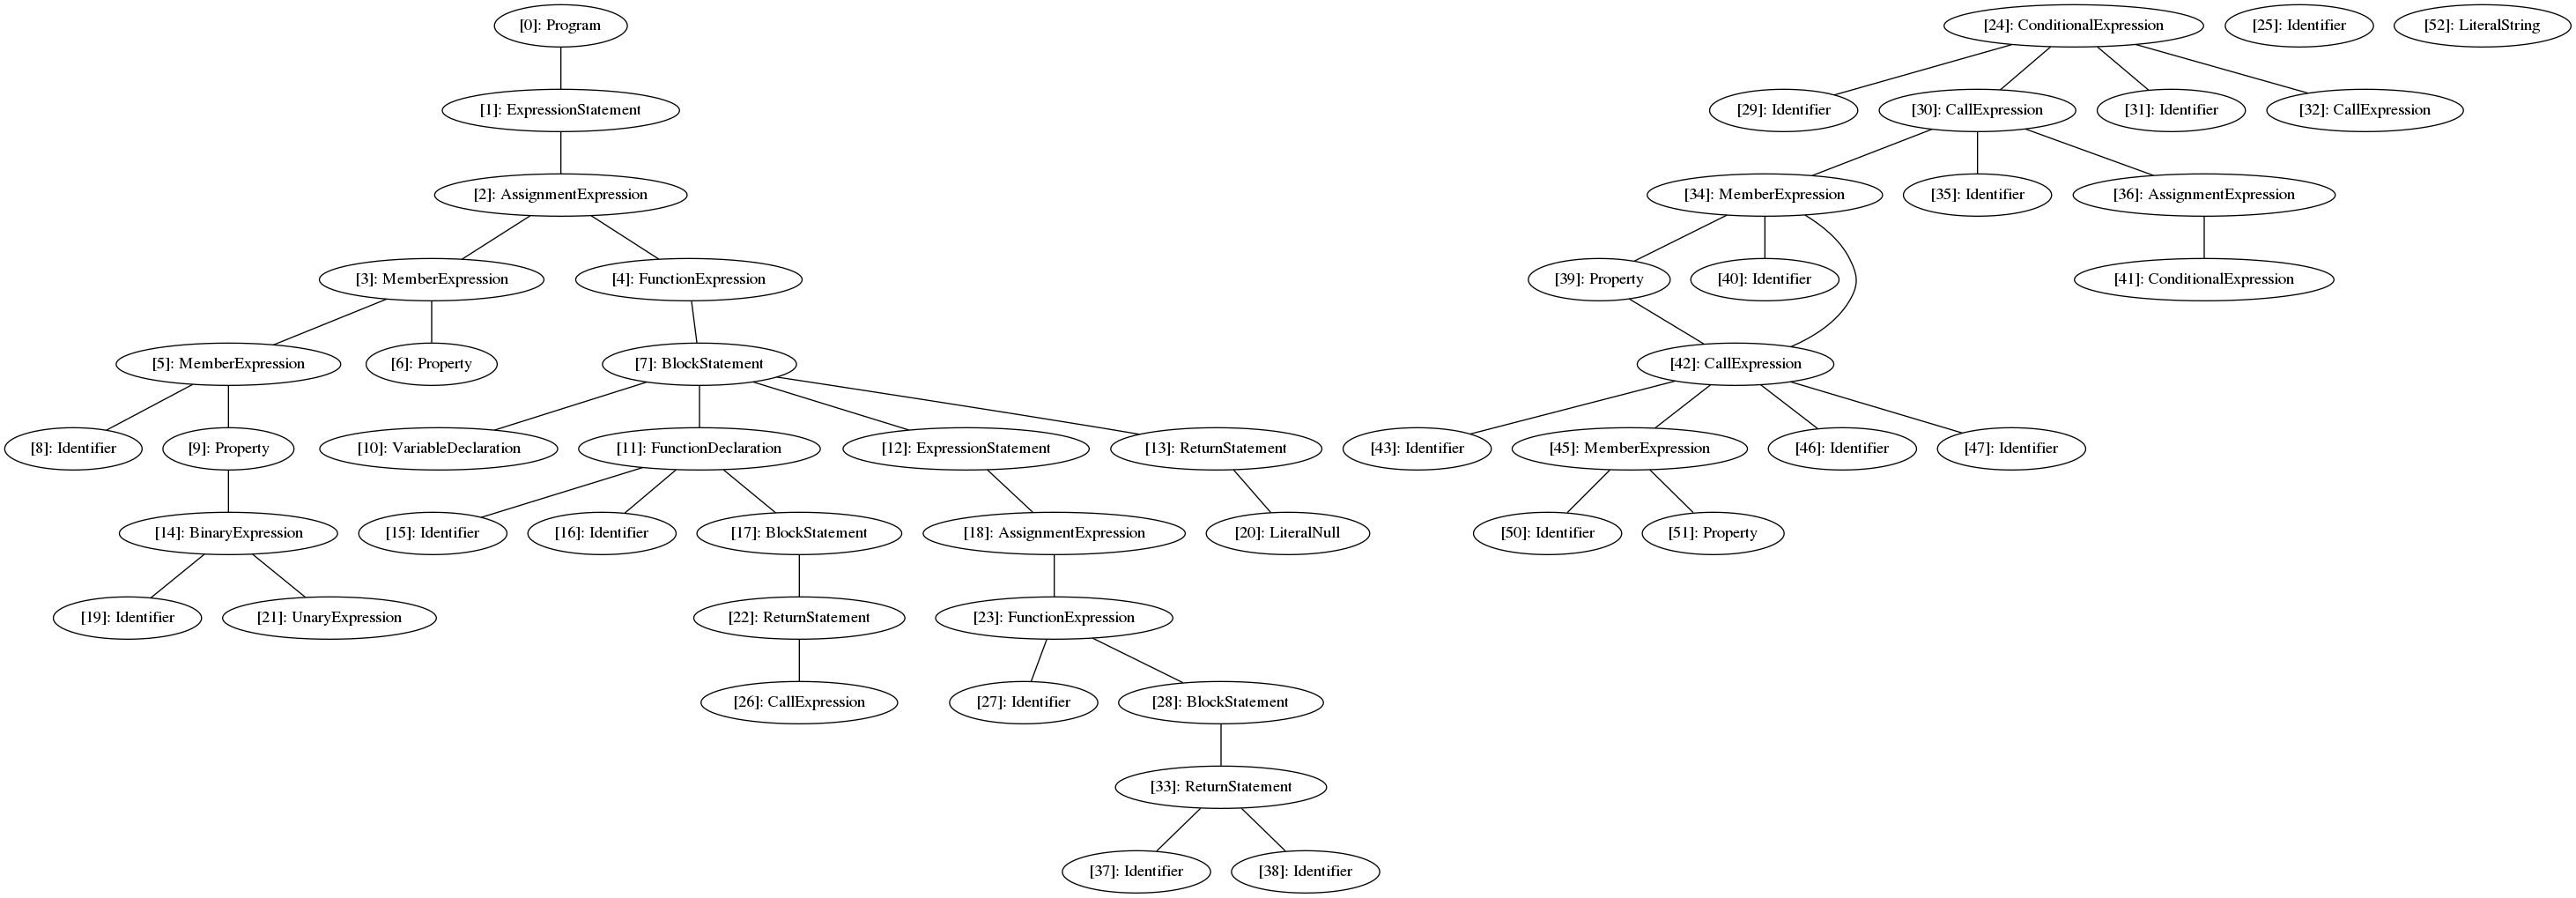 [0]: Program
[24]: ConditionalExpression
[25]: Identifier
[52]: LiteralString
[1]: ExpressionStatement
[29]: Identifier
[30]: CallExpression
[31]: Identifier
[32]: CallExpression
[2]: AssignmentExpression
[34]: MemberExpression
[35]: Identifier
[36]: AssignmentExpression
[3]: MemberExpression
[4]: FunctionExpression
[39]: Property
[40]: Identifier
[41]: ConditionalExpression
[5]: MemberExpression
[6]: Property
[7]: BlockStatement
[42]: CallExpression
[8]: Identifier
[9]: Property
[10]: VariableDeclaration
[11]: FunctionDeclaration
[12]: ExpressionStatement
[13]: ReturnStatement
[43]: Identifier
[45]: MemberExpression
[46]: Identifier
[47]: Identifier
[14]: BinaryExpression
[15]: Identifier
[16]: Identifier
[17]: BlockStatement
[18]: AssignmentExpression
[20]: LiteralNull
[50]: Identifier
[51]: Property
[19]: Identifier
[21]: UnaryExpression
[22]: ReturnStatement
[23]: FunctionExpression
[26]: CallExpression
[27]: Identifier
[28]: BlockStatement
[33]: ReturnStatement
[37]: Identifier
[38]: Identifier